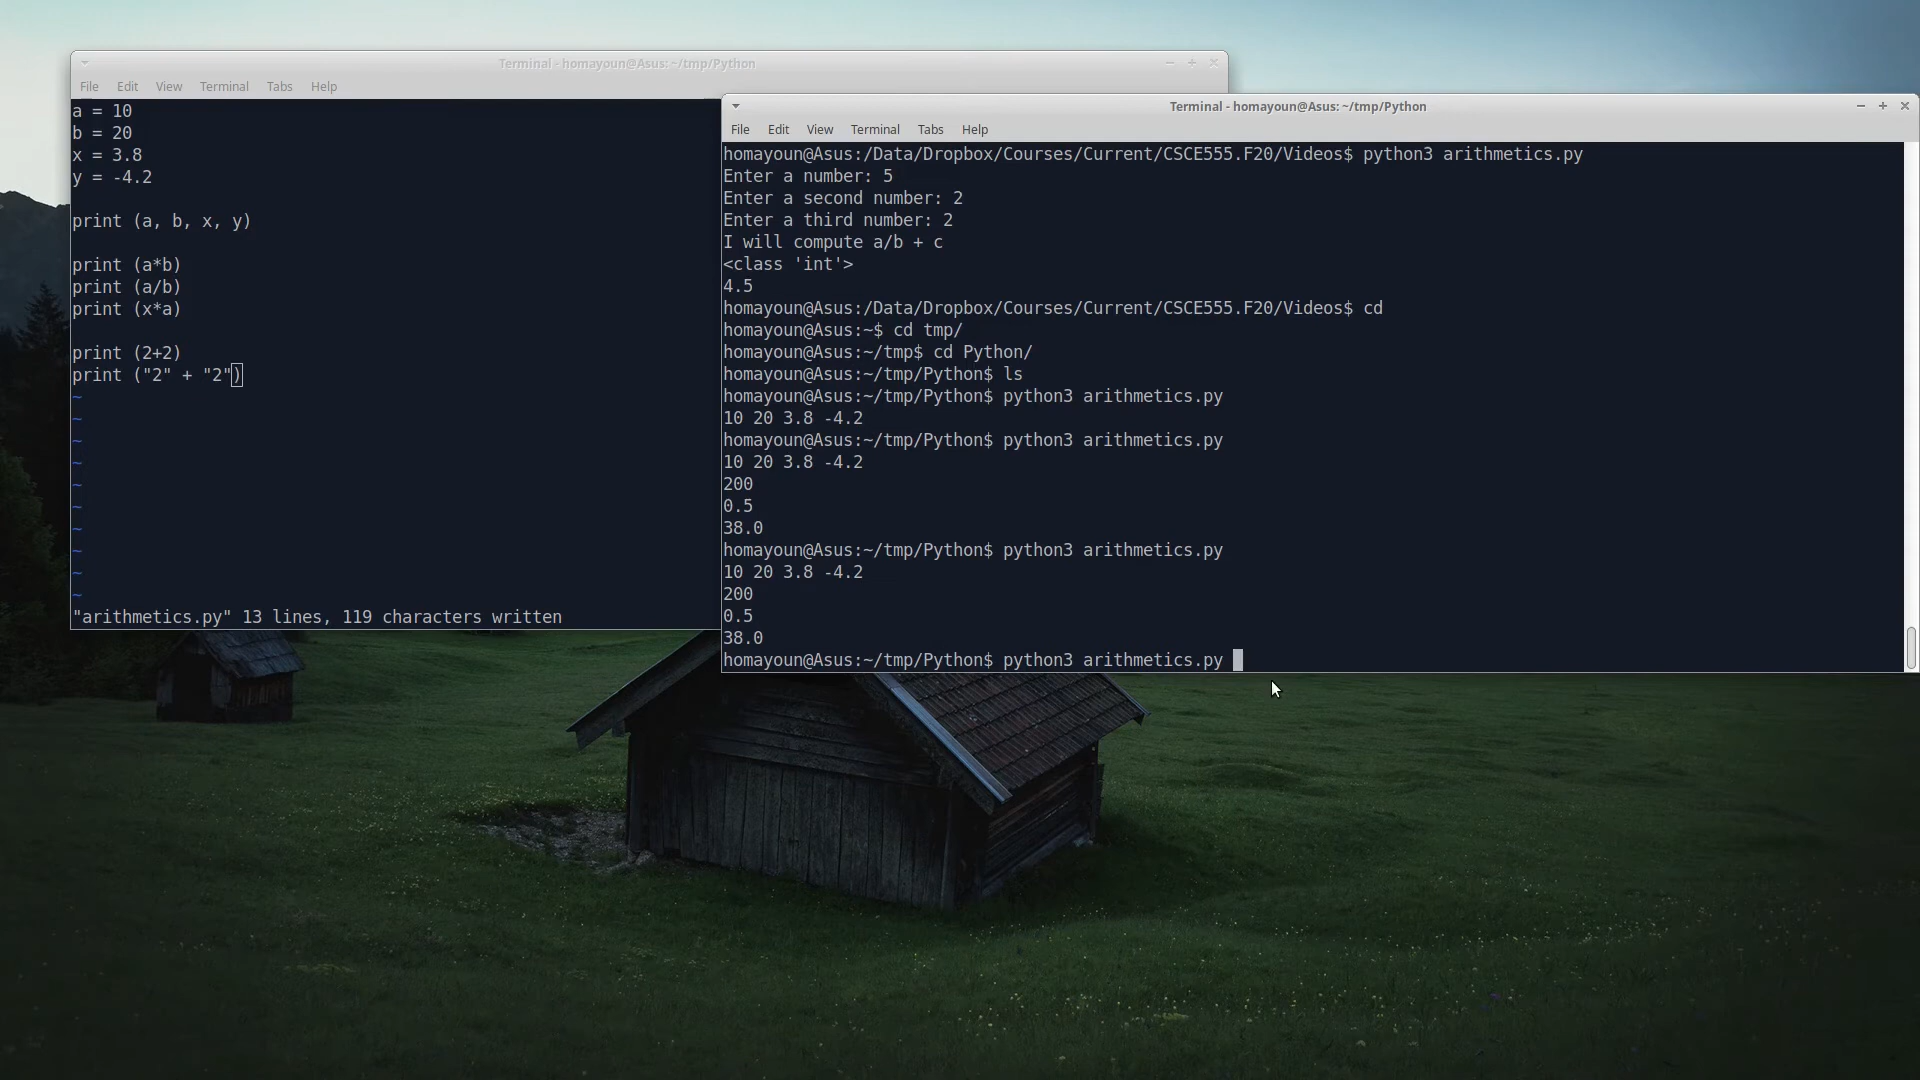 Terminal - homayoun@Asus: ~/tmp/Python
File Edit View Terminal Tabs Help
a = 10
b = 20
x = 3.8
y = -4.2
print (a, b, x, y)
print (a*b)
print (a/b)
print (x*a)
print (2+2)
print ("2" + "2")
~
~
~
~
~
~
~
~
~
~
"arithmetics.py" 13 lines, 119 characters written
Terminal - homayoun@Asus: ~/tmp/Python
File Edit View Terminal Tabs Help
homayoun@Asus:/Data/Dropbox/Courses/Current/CSCE555.F20/Videos$ python3 arithmetics.py
Enter a number: 5
Enter a second number: 2
Enter a third number: 2
I will compute a/b + c
<class 'int'>
4.5
homayoun@Asus:/Data/Dropbox/Courses/Current/CSCE555.F20/Videos$ cd
homayoun@Asus:~$ cd tmp/
homayoun@Asus:~/tmp$ cd Python/
homayoun@Asus:~/tmp/Python$ ls
homayoun@Asus:~/tmp/Python$ python3 arithmetics.py
10 20 3.8 -4.2
homayoun@Asus:~/tmp/Python$ python3 arithmetics.py
10 20 3.8 -4.2
200
0.5
38.0
homayoun@Asus:~/tmp/Python$ python3 arithmetics.py
10 20 3.8 -4.2
200
0.5
38.0
homayoun@Asus:~/tmp/Python$ python3 arithmetics.py